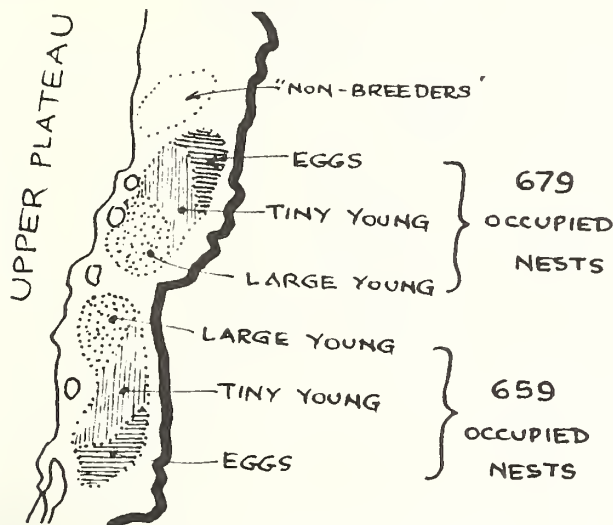 UPPER PLATEAU
"NON-BREEDERS'
EGGS
TINY YOUNG
LARGE YOUNG
679
OCCUPIED
NESTS
LARGE YOUNG
TINY YOUNG
EGGS
659
OCCUPIED
NESTS